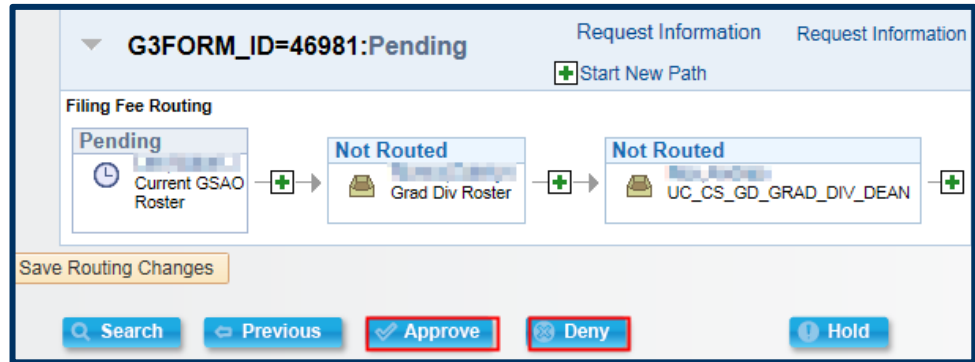 G3FORM_ID=46981:Pending
Request Information
Request Information
Start New Path
Filing Fee Routing
Pending
Current GSAO
Roster
Not Routed
Grad Div Roster
Not Routed
UC_CS_GD_GRAD_DIV_DEAN
Save Routing Changes
Search
Previous
Approve
Deny
Hold